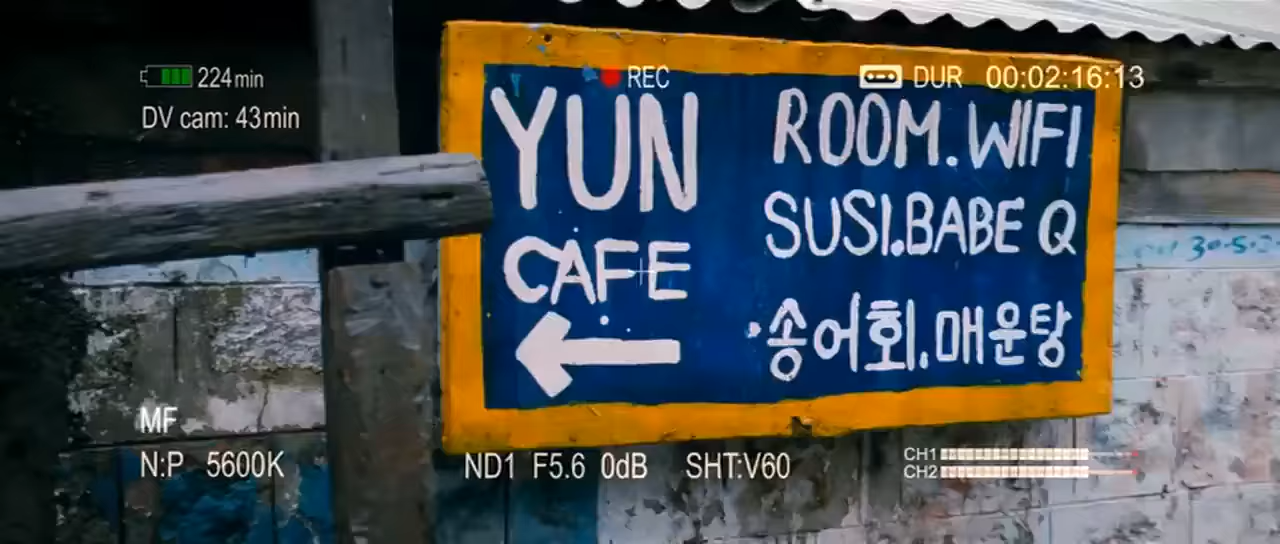 224min
REC
DUR 00:02:16:13
DV cam: 43min
YUN
CAFE
ROOM.WIFI
SUSI.BABE Q
송어회.매운탕
MF
N:P 5600K
ND1 F5.6 0dB SHT:V60
CH1
CH2